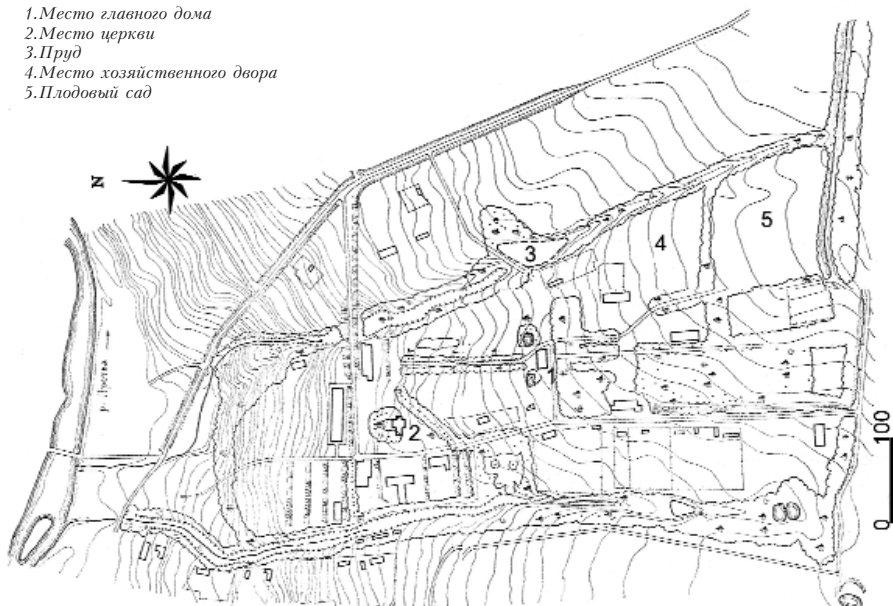 1.Место главного дома
2.Место церкви
3.Пруд
4.Место хозяйственного двора
5.Плодовый сад
N
5
4
3
1
2
р.
100
0